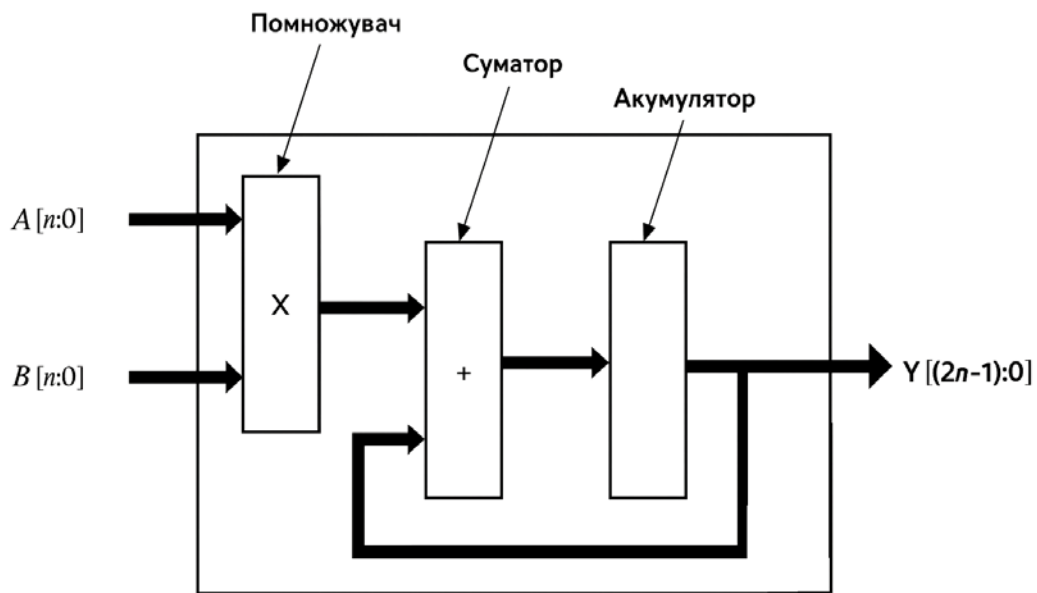 Помножувач
Суматор
Акумулятор
A [n:0]
X
B [n:0]
+
Y [(2n-1):0]